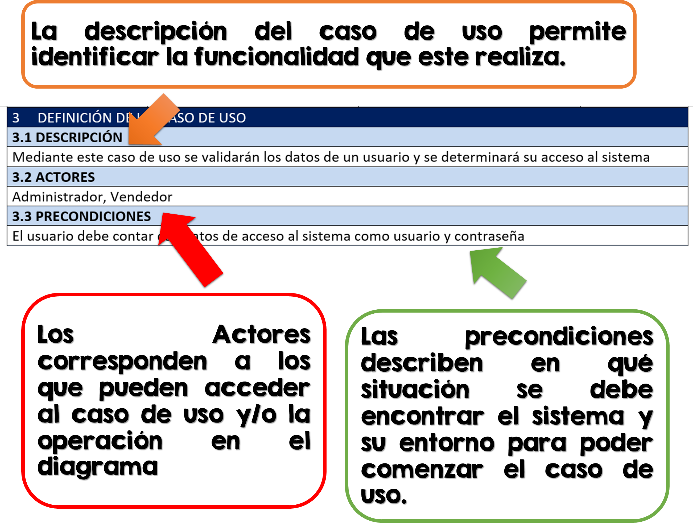 La descripción del caso de uso permite
identificar la funcionalidad que este realiza.
3 DEFINICIÓN DE CASO DE USO
3.1 DESCRIPCIÓN
Mediante este caso de uso se validarán los datos de un usuario y se determinará su acceso al sistema
3.2 ACTORES
Administrador, Vendedor
3.3 PRECONDICIONES
El usuario debe contar datos de acceso al sistema como usuario y contraseña
Los Actores
corresponden a los
que pueden acceder
al caso de uso y/o la
operación en el
diagrama
Las precondiciones
describen en qué
situación se debe
encontrar el sistema y
su entorno para poder
comenzar el caso de
uso.